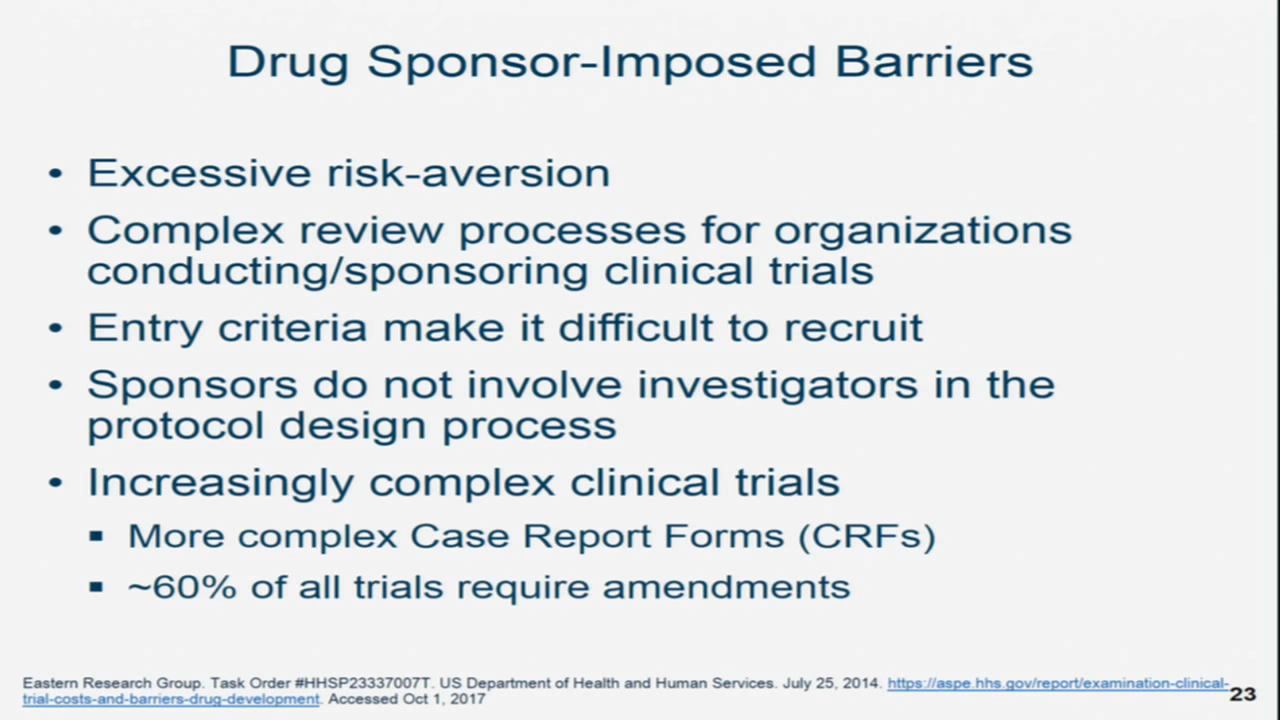 Drug Sponsor-Imposed Barriers
• Excessive risk-aversion
• Complex review processes for organizations
conducting/sponsoring clinical trials
• Entry criteria make it difficult to recruit
• Sponsors do not involve investigators in the
protocol design process
• Increasingly complex clinical trials
▪ More complex Case Report Forms (CRFs)
▪ ~60% of all trials require amendments
Eastern Research Group. Task Order #HHSP23337007T. US Department of Health and Human Services. July 25, 2014. https://aspe.hhs.gov/report/examination-clinical-
trial-costs-and-barriers-drug-development. Accessed Oct 1, 2017
23